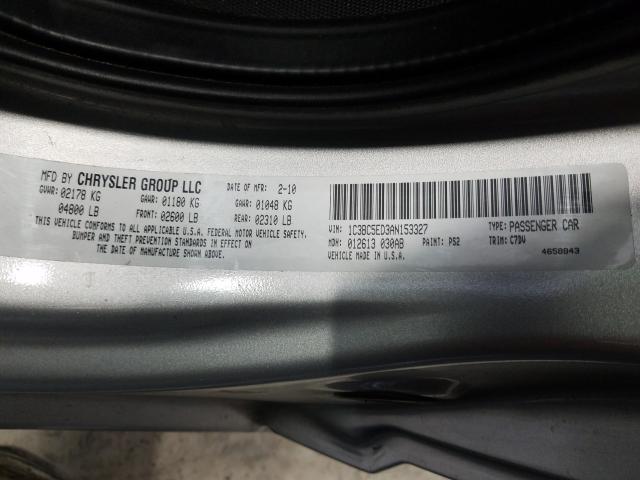 MFD BY CHRYSLER GROUP LLC DATE OF MFR: 2-10
GVWR: 02178 KG GAWR: 01180 KG GAWR: 01048 KG
04800 LB FRONT: 02600 LB REAR: 02310 LB
THIS VEHICLE CONFORMS TO ALL APPLICABLE U.S.A. FEDERAL MOTOR VEHICLE SAFETY,
BUMPER AND THEFT PREVENTION STANDARDS IN EFFECT ON
THE DATE OF MANUFACTURE SHOWN ABOVE.
VIN: 1C3BC5ED3AN153327 TYPE: PASSENGER CAR
MDH: 012613 030AB PAINT: PS2 TRIM: C7DV
VEHICLE MADE IN U.S.A. 4658943